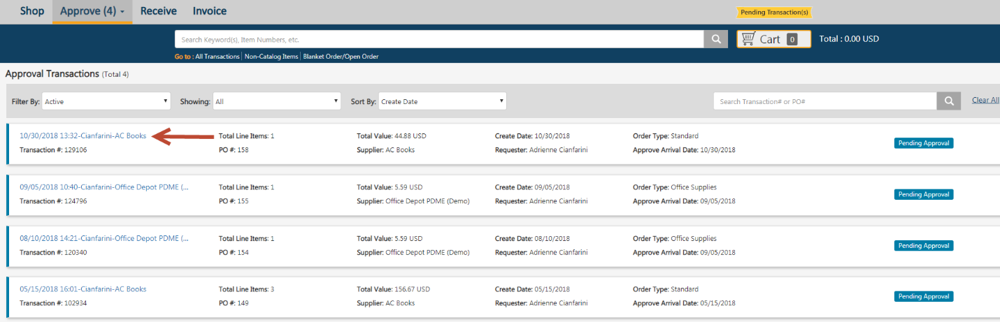 Shop Approve (4) Receive Invoice Pending Transaction(s)
Search Keyword(s), Item Numbers, etc. Cart 0 Total : 0.00 USD
Go to : All Transactions Non-Catalog Items Blanket Order/Open Order
Approval Transactions (Total 4)
Filter By: Active Showing: All Sort By: Create Date Search Transaction# or PO# Clear All
10/30/2018 13:32-Cianfarini-AC Books Total Line Items: 1 Total Value: 44.88 USD Create Date: 10/30/2018 Order Type: Standard
Transaction #: 129106 PO #: 158 Supplier: AC Books Requester: Adrienne Cianfarini Approve Arrival Date: 10/30/2018 Pending Approval
09/05/2018 10:40-Cianfarini-Office Depot PDME (... Total Line Items: 1 Total Value: 5.59 USD Create Date: 09/05/2018 Order Type: Office Supplies
Transaction #: 124796 PO #: 155 Supplier: Office Depot PDME (Demo) Requester: Adrienne Cianfarini Approve Arrival Date: 09/05/2018 Pending Approval
08/10/2018 14:21-Cianfarini-Office Depot PDME (... Total Line Items: 1 Total Value: 5.59 USD Create Date: 08/10/2018 Order Type: Office Supplies
Transaction #: 120340 PO #: 154 Supplier: Office Depot PDME (Demo) Requester: Adrienne Cianfarini Approve Arrival Date: 09/05/2018 Pending Approval
05/15/2018 16:01-Cianfarini-AC Books Total Line Items: 3 Total Value: 156.67 USD Create Date: 05/15/2018 Order Type: Standard
Transaction #: 102934 PO #: 149 Supplier: AC Books Requester: Adrienne Cianfarini Approve Arrival Date: 05/15/2018 Pending Approval